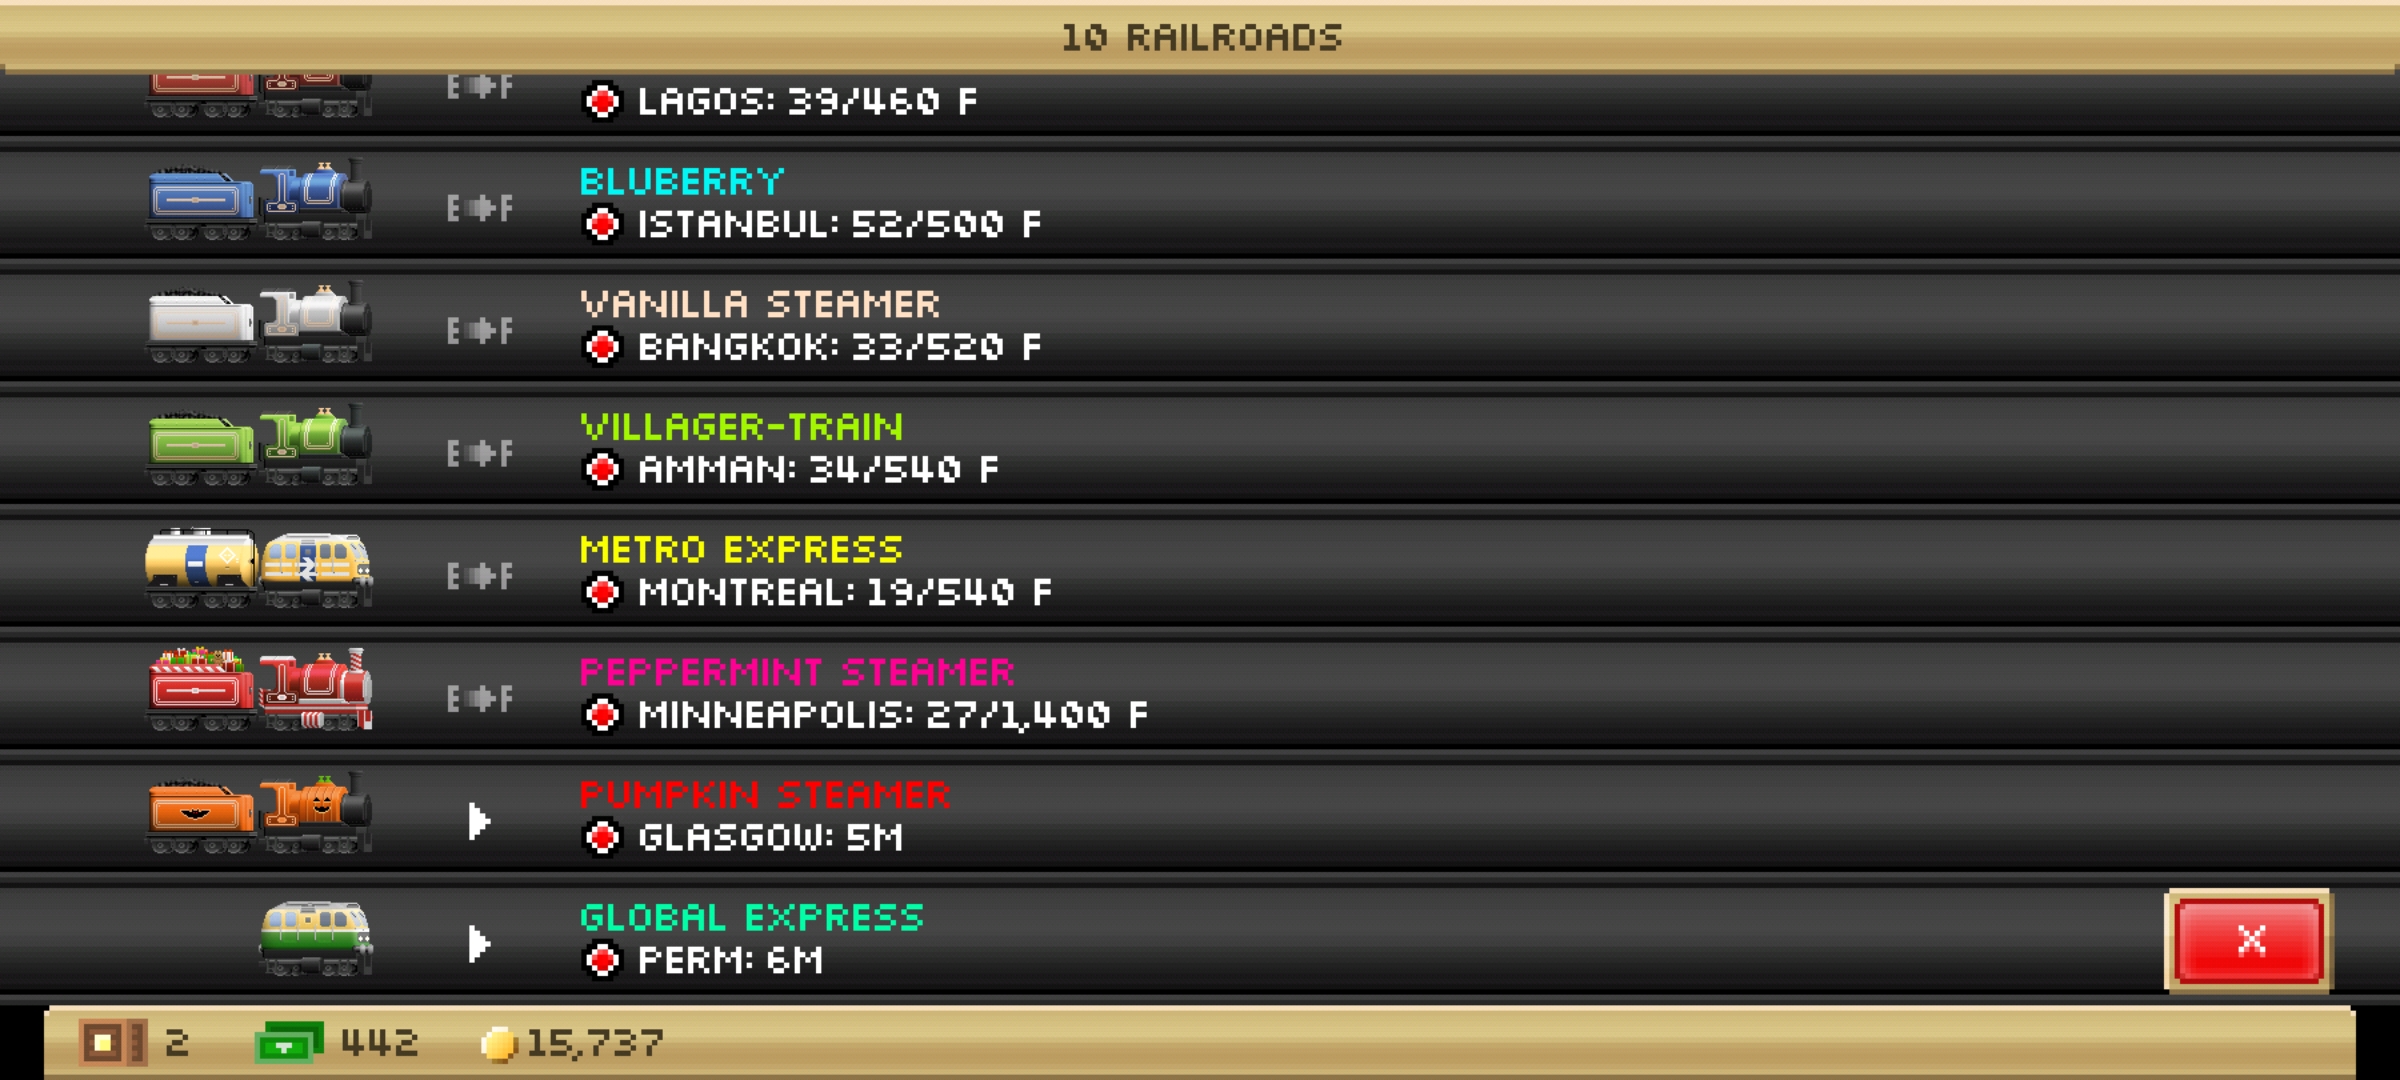 10 RAILROADS
E F
LAGOS: 39/460 F
BLUBERRY
E F
ISTANBUL: 52/500 F
VANILLA STEAMER
E F
BANGKOK: 33/520 F
VILLAGER-TRAIN
E F
AMMAN: 34/540 F
METRO EXPRESS
E F
MONTREAL: 19/540 F
PEPPERMINT STEAMER
E F
MINNEAPOLIS: 27/1,400 F
PUMPKIN STEAMER
GLASGOW: 5M
GLOBAL EXPRESS
PERM: 6M
X
2 442 15,737